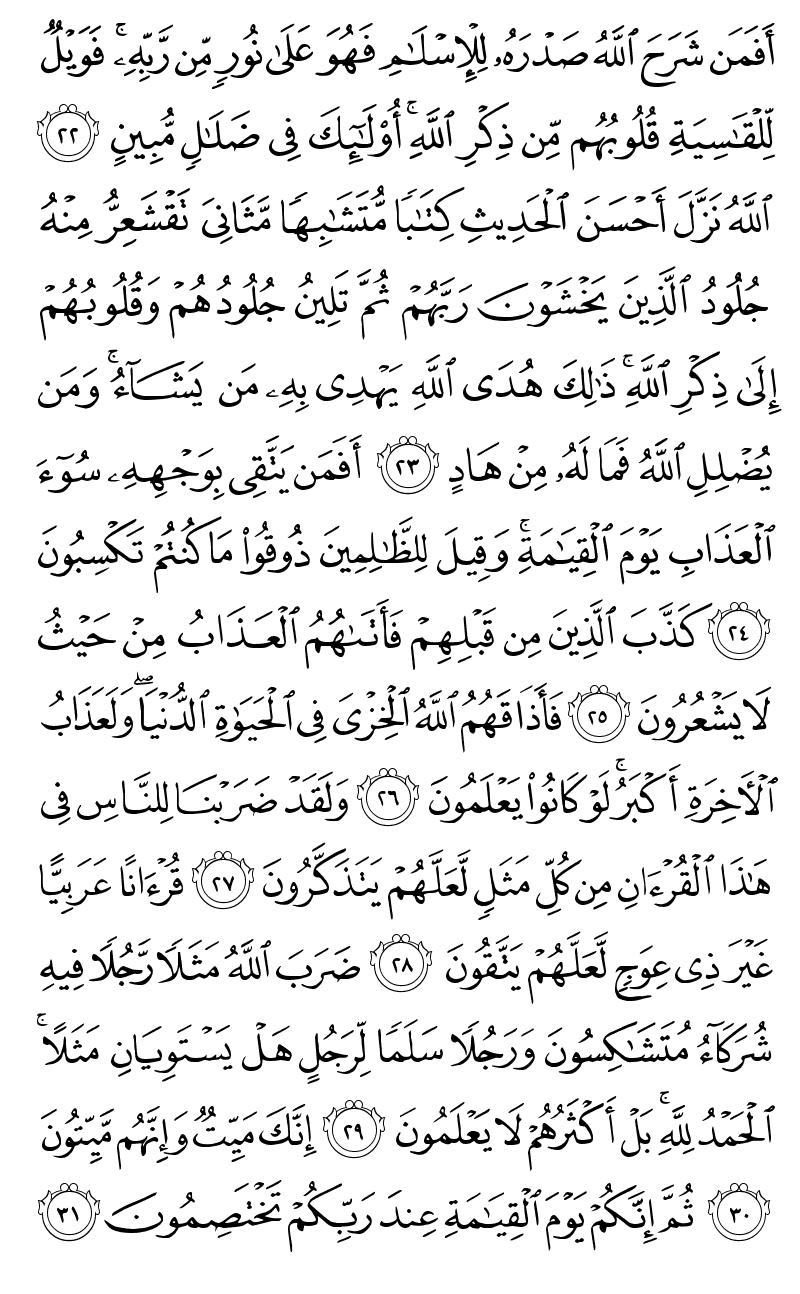 أَفَمَن شَرَحَ ٱللَّهُ صَدْرَهُۥ لِلْإِسْلَٰمِ فَهُوَ عَلَىٰ نُورٍ مِّن رَّبِّهِۦ ۚ فَوَيْلٌ
لِّلْقَٰسِيَةِ قُلُوبُهُم مِّن ذِكْرِ ٱللَّهِ ۚ أُو۟لَٰٓئِكَ فِى ضَلَٰلٍ مُّبِينٍ ٢٢
ٱللَّهُ نَزَّلَ أَحْسَنَ ٱلْحَدِيثِ كِتَٰبًا مُّتَشَٰبِهًا مَّثَانِىَ تَقْشَعِرُّ مِنْهُ
جُلُودُ ٱلَّذِينَ يَخْشَوْنَ رَبَّهُمْ ثُمَّ تَلِينُ جُلُودُهُمْ وَقُلُوبُهُمْ
إِلَىٰ ذِكْرِ ٱللَّهِ ۚ ذَٰلِكَ هُدَى ٱللَّهِ يَهْدِى بِهِۦ مَن يَشَآءُ ۚ وَمَن
يُضْلِلِ ٱللَّهُ فَمَا لَهُۥ مِنْ هَادٍ ٢٣ أَفَمَن يَتَّقِى بِوَجْهِهِۦ سُوٓءَ
ٱلْعَذَابِ يَوْمَ ٱلْقِيَٰمَةِ ۚ وَقِيلَ لِلظَّٰلِمِينَ ذُوقُوا۟ مَا كُنتُمْ تَكْسِبُونَ
٢٤ كَذَّبَ ٱلَّذِينَ مِن قَبْلِهِمْ فَأَتَىٰهُمُ ٱلْعَذَابُ مِنْ حَيْثُ
لَا يَشْعُرُونَ ٢٥ فَأَذَاقَهُمُ ٱللَّهُ ٱلْخِزْىَ فِى ٱلْحَيَوٰةِ ٱلدُّنْيَا ۖ وَلَعَذَابُ
ٱلْءَاخِرَةِ أَكْبَرُ ۚ لَوْ كَانُوا۟ يَعْلَمُونَ ٢٦ وَلَقَدْ ضَرَبْنَا لِلنَّاسِ فِى
هَٰذَا ٱلْقُرْءَانِ مِن كُلِّ مَثَلٍ لَّعَلَّهُمْ يَتَذَكَّرُونَ ٢٧ قُرْءَانًا عَرَبِيًّا
غَيْرَ ذِى عِوَجٍ لَّعَلَّهُمْ يَتَّقُونَ ٢٨ ضَرَبَ ٱللَّهُ مَثَلًا رَّجُلًا فِيهِ
شُرَكَآءُ مُتَشَٰكِسُونَ وَرَجُلًا سَلَمًا لِّرَجُلٍ هَلْ يَسْتَوِيَانِ مَثَلًا ۚ
ٱلْحَمْدُ لِلَّهِ ۚ بَلْ أَكْثَرُهُمْ لَا يَعْلَمُونَ ٢٩ إِنَّكَ مَيِّتٌ وَإِنَّهُم مَّيِّتُونَ
٣٠ ثُمَّ إِنَّكُمْ يَوْمَ ٱلْقِيَٰمَةِ عِندَ رَبِّكُمْ تَخْتَصِمُونَ ٣١